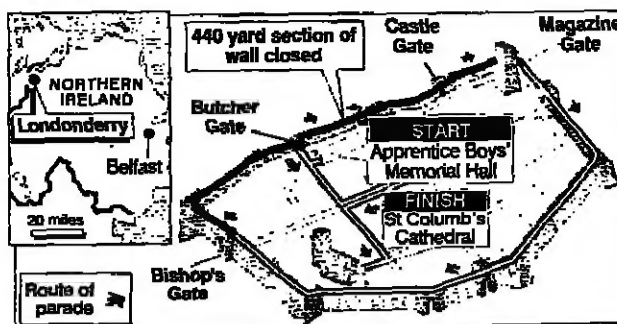 NORTHERN
IRELAND
Londonderry
Belfast
20 miles
Route of
parade
440 yard section of
wall closed
Castle
Gate
Magazine
Gate
Butcher
Gate
START
Apprentice Boys'
Memorial Hall
FINISH
St Columb's
Cathedral
Bishop's
Gate